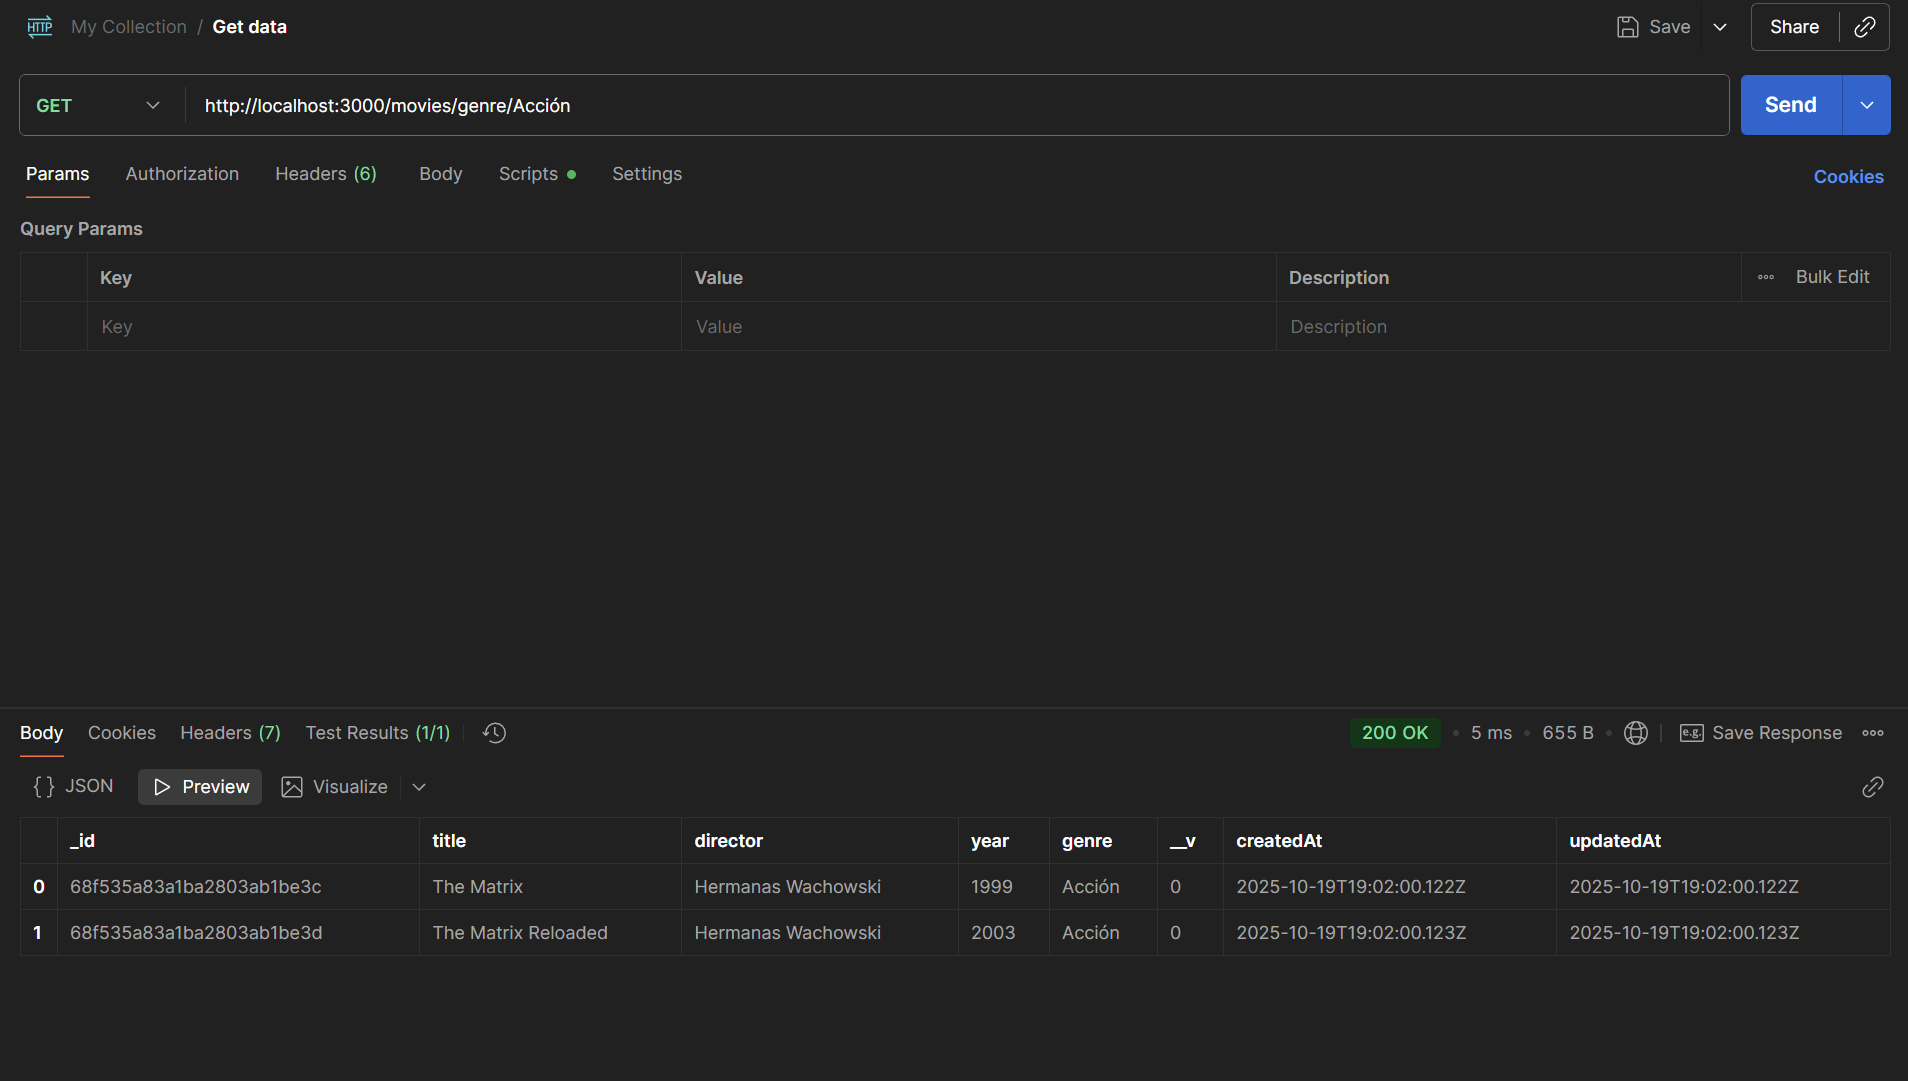 HTTP My Collection / Get data Save Share
GET http://localhost:3000/movies/genre/Acción Send
Params Authorization Headers (6) Body Scripts Settings Cookies
Query Params
Key Value Description Bulk Edit
Key Value Description
Body Cookies Headers (7) Test Results (1/1) 200 OK • 5 ms • 655 B • e.g. Save Response
{} JSON Preview Visualize
_id title director year genre __v createdAt updatedAt
0 68f535a83a1ba2803ab1be3c The Matrix Hermanas Wachowski 1999 Acción 0 2025-10-19T19:02:00.122Z 2025-10-19T19:02:00.122Z
1 68f535a83a1ba2803ab1be3d The Matrix Reloaded Hermanas Wachowski 2003 Acción 0 2025-10-19T19:02:00.123Z 2025-10-19T19:02:00.123Z